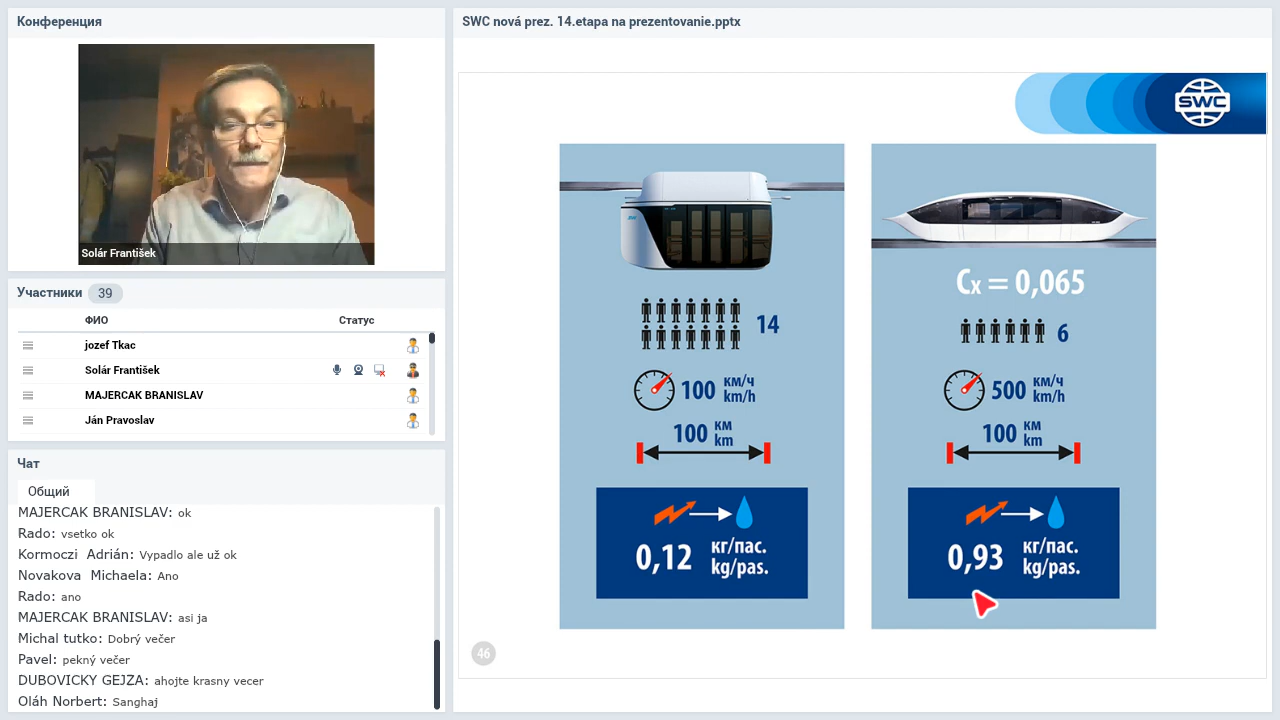 Конференция
Solár František
Участники 39
ФИО Статус
jozef Tkac
Solár František
MAJERCAK BRANISLAV
Ján Pravoslav
Чат
Общий
MAJERCAK BRANISLAV: ok
Rado: vsetko ok
Kormoczi Adrián: Vypadlo ale už ok
Novakova Michaela: Ano
Rado: ano
MAJERCAK BRANISLAV: asi ja
Michal tutko: Dobrý večer
Pavel: pekný večer
DUBOVICKY GEJZA: ahojte krasny vecer
Oláh Norbert: Sanghaj
SWC nová prez. 14.etapa na prezentovanie.pptx
SWC
14
100 км/ч km/h
100 км km
0,12 кг/пас. kg/pas.
Cx = 0,065
6
500 км/ч km/h
100 км km
0,93 кг/пас. kg/pas.
46